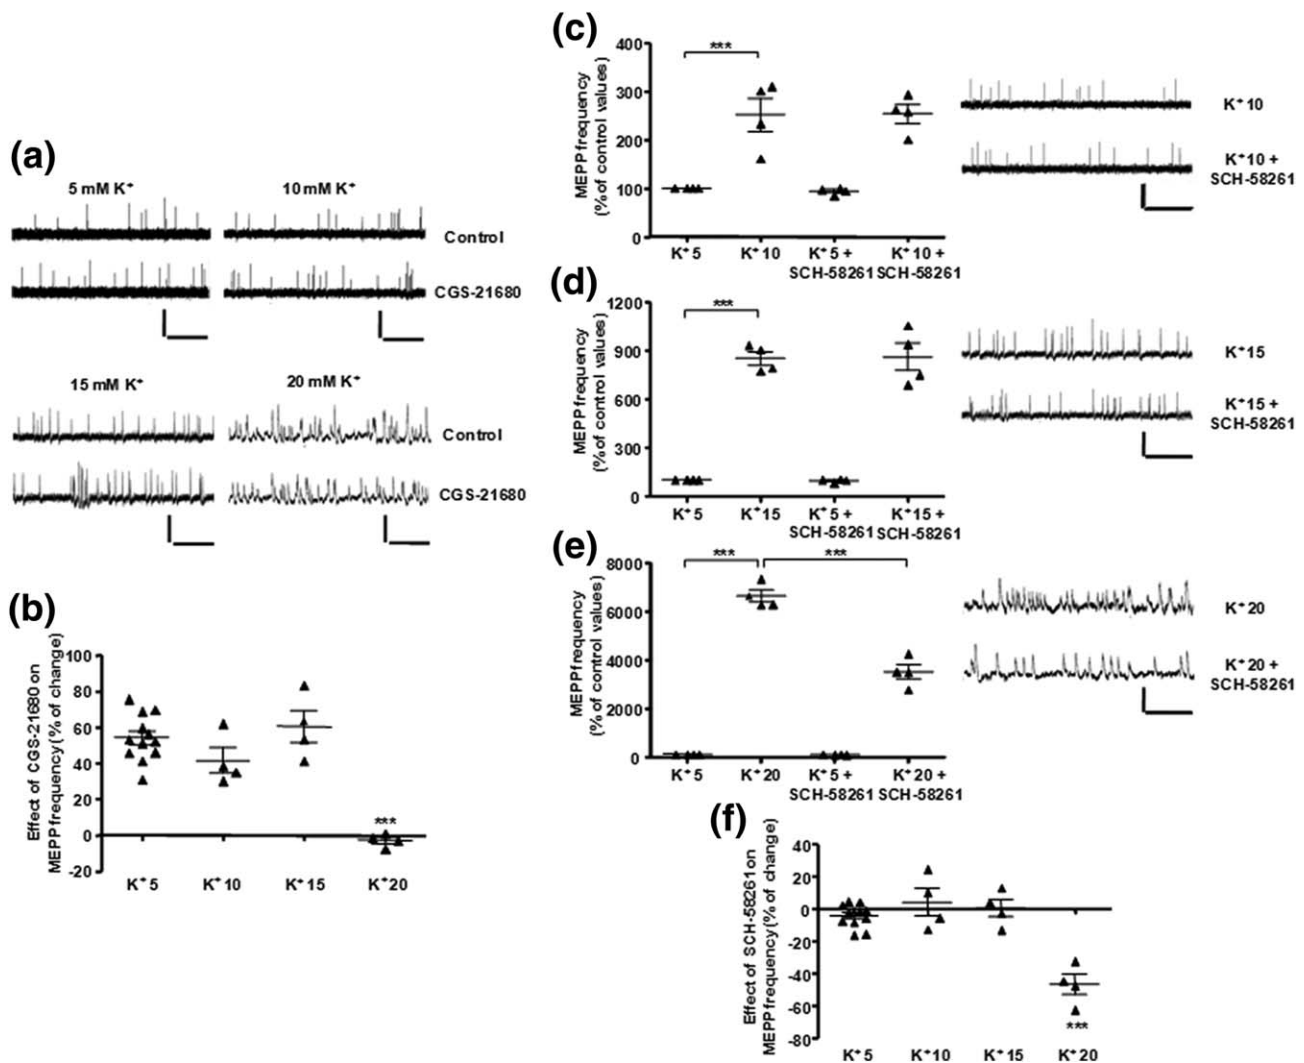 (a)
5 mM K+
10 mM K+
Control
CGS-21680
15 mM K+
20 mM K+
Control
CGS-21680
(b)
Effect of CGS-21680 on
MEPP frequency (% of change)
100
80
60
40
20
0
-20
***
K+5
K+10
K+15
K+20
(c)
MEPP frequency
(% of control values)
400
300
200
100
0
***
K+5
K+10
K+5 +
SCH-58261
K+10 +
SCH-58261
K+10
K+10 +
SCH-58261
(d)
MEPP frequency
(% of control values)
1200
900
600
300
0
***
K+5
K+15
K+5 +
SCH-58261
K+15 +
SCH-58261
K+15
K+15 +
SCH-58261
(e)
MEPP frequency
(% of control values)
8000
6000
4000
2000
0
***
***
K+5
K+20
K+5 +
SCH-58261
K+20 +
SCH-58261
K+20
K+20 +
SCH-58261
(f)
Effect of SCH-58261 on
MEPP frequency (% of change)
40
20
0
-20
-40
-60
-80
***
K+5
K+10
K+15
K+20